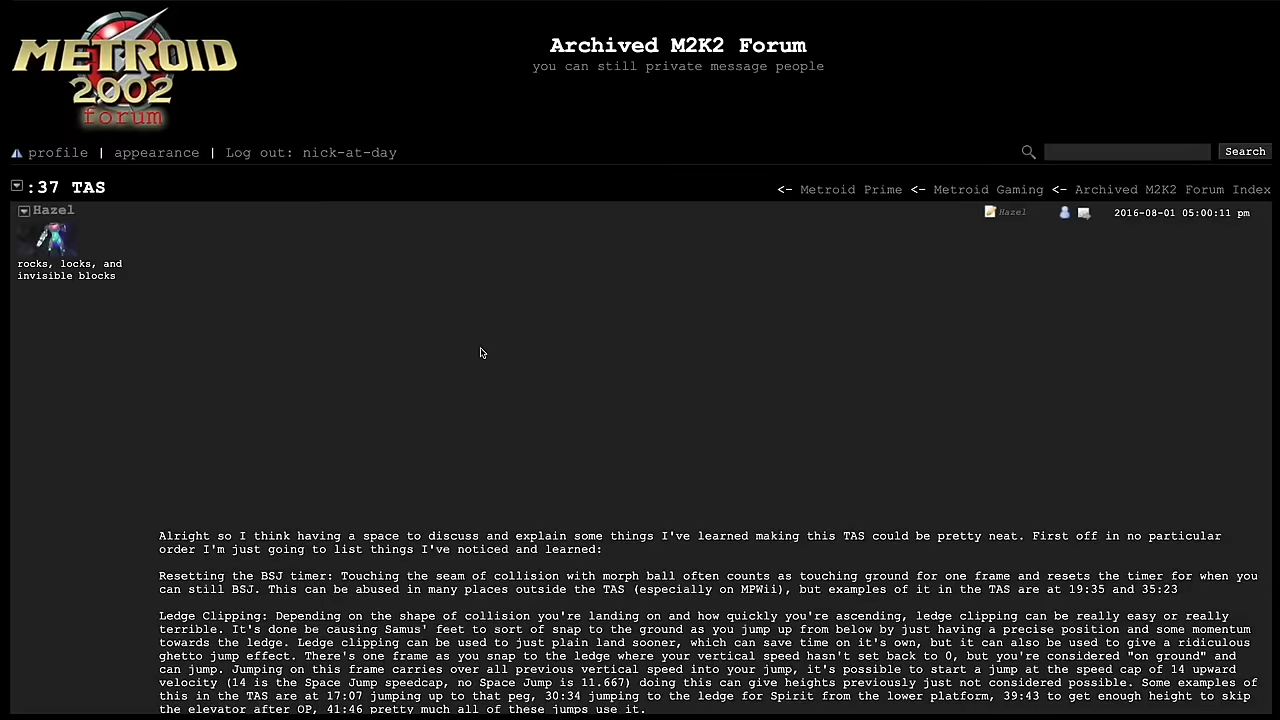 METROID
2002
forum
Archived M2K2 Forum
you can still private message people
profile | appearance | Log out: nick-at-day
Search
:37 TAS
<- Metroid Prime <- Metroid Gaming <- Archived M2K2 Forum Index
Hazel
Hazel
2016-08-01 05:00:11 pm
rocks, locks, and
invisible blocks
Alright so I think having a space to discuss and explain some things I've learned making this TAS could be pretty neat. First off in no particular
order I'm just going to list things I've noticed and learned:
Resetting the BSJ timer: Touching the seam of collision with morph ball often counts as touching ground for one frame and resets the timer for when you
can still BSJ. This can be abused in many places outside the TAS (especially on MPWii), but examples of it in the TAS are at 19:35 and 35:23
Ledge Clipping: Depending on the shape of collision you're landing on and how quickly you're ascending, ledge clipping can be really easy or really
terrible. It's done be causing Samus' feet to sort of snap to the ground as you jump up from below by just having a precise position and some momentum
towards the ledge. Ledge clipping can be used to just plain land sooner, which can save time on it's own, but it can also be used to give a ridiculous
ghetto jump effect. There's one frame as you snap to the ledge where your vertical speed hasn't set back to 0, but you're considered "on ground" and
can jump. Jumping on this frame carries over all previous vertical speed into your jump, it's possible to start a jump at the speed cap of 14 upward
velocity (14 is the Space Jump speedcap, no Space Jump is 11.667) doing this can give heights previously just not considered possible. Some examples of
this in the TAS are at 17:07 jumping up to that peg, 30:34 jumping to the ledge for Spirit from the lower platform, 39:43 to get enough height to skip
the elevator after OP, 41:46 pretty much all of these jumps use it.